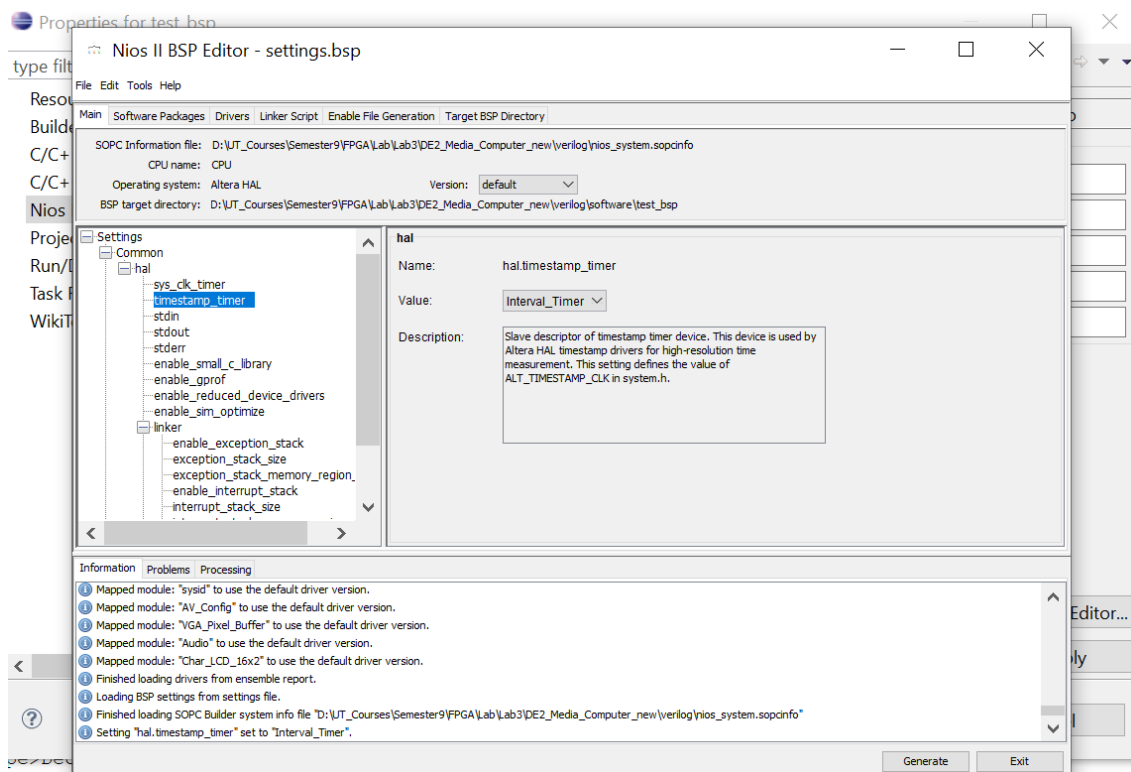 Properties for test_bsp
Nios II BSP Editor - settings.bsp
type filt
File Edit Tools Help
Resou
Main Software Packages Drivers Linker Script Enable File Generation Target BSP Directory
Builde
SOPC Information file: D:\UT_Courses\Semester9\FPGA\Lab\Lab3\DE2_Media_Computer_new\verilog\nios_system.sopcinfo
C/C+
CPU name: CPU
C/C+
Operating system: Altera HAL Version: default
Nios
BSP target directory: D:\UT_Courses\Semester9\FPGA\Lab\Lab3\DE2_Media_Computer_new\verilog\software\test_bsp
Proje
Run/D
Task F
WikiT
Settings
Common
hal
sys_clk_timer
timestamp_timer
stdin
stdout
stderr
enable_small_c_library
enable_gprof
enable_reduced_device_drivers
enable_sim_optimize
linker
enable_exception_stack
exception_stack_size
exception_stack_memory_region_
enable_interrupt_stack
interrupt_stack_size
hal
Name: hal.timestamp_timer
Value: Interval_Timer
Description: Slave descriptor of timestamp timer device. This device is used by
Altera HAL timestamp drivers for high-resolution time
measurement. This setting defines the value of
ALT_TIMESTAMP_CLK in system.h.
Information Problems Processing
Mapped module: "sysid" to use the default driver version.
Mapped module: "AV_Config" to use the default driver version.
Mapped module: "VGA_Pixel_Buffer" to use the default driver version.
Mapped module: "Audio" to use the default driver version.
Mapped module: "Char_LCD_16x2" to use the default driver version.
Finished loading drivers from ensemble report.
Loading BSP settings from settings file.
Finished loading SOPC Builder system info file "D:\UT_Courses\Semester9\FPGA\Lab\Lab3\DE2_Media_Computer_new\verilog\nios_system.sopcinfo"
Setting "hal.timestamp_timer" set to "Interval_Timer".
Editor...
ply
Generate Exit